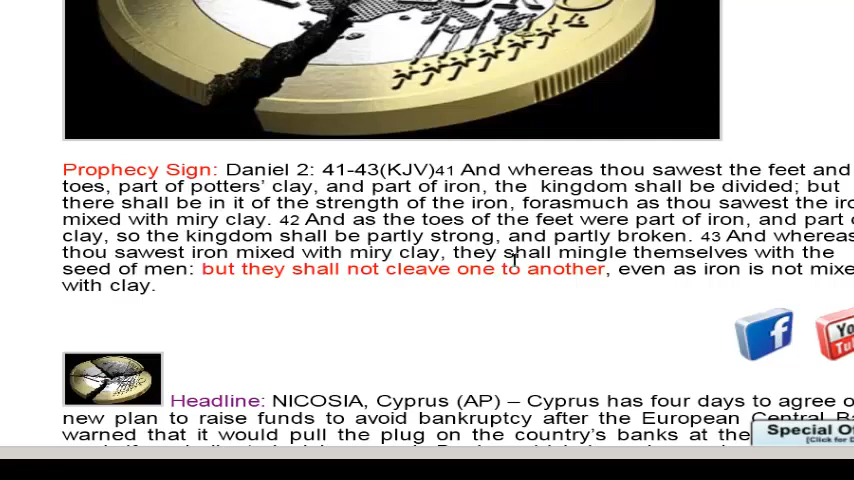 Prophecy Sign: Daniel 2: 41-43(KJV)41 And whereas thou sawest the feet and
toes, part of potters’ clay, and part of iron, the kingdom shall be divided; but
there shall be in it of the strength of the iron, forasmuch as thou sawest the
mixed with miry clay. 42 And as the toes of the feet were part of iron, and part
clay, so the kingdom shall be partly strong, and partly broken. 43 And whereas
thou sawest iron mixed with miry clay, they shall mingle themselves with the
seed of men: but they shall not cleave one to another, even as iron is not
with clay.
f
Headline: NICOSIA, Cyprus (AP) – Cyprus has four days to agree
new plan to raise funds to avoid bankruptcy after the European Central
warned that it would pull the plug on the country’s banks at the
Special